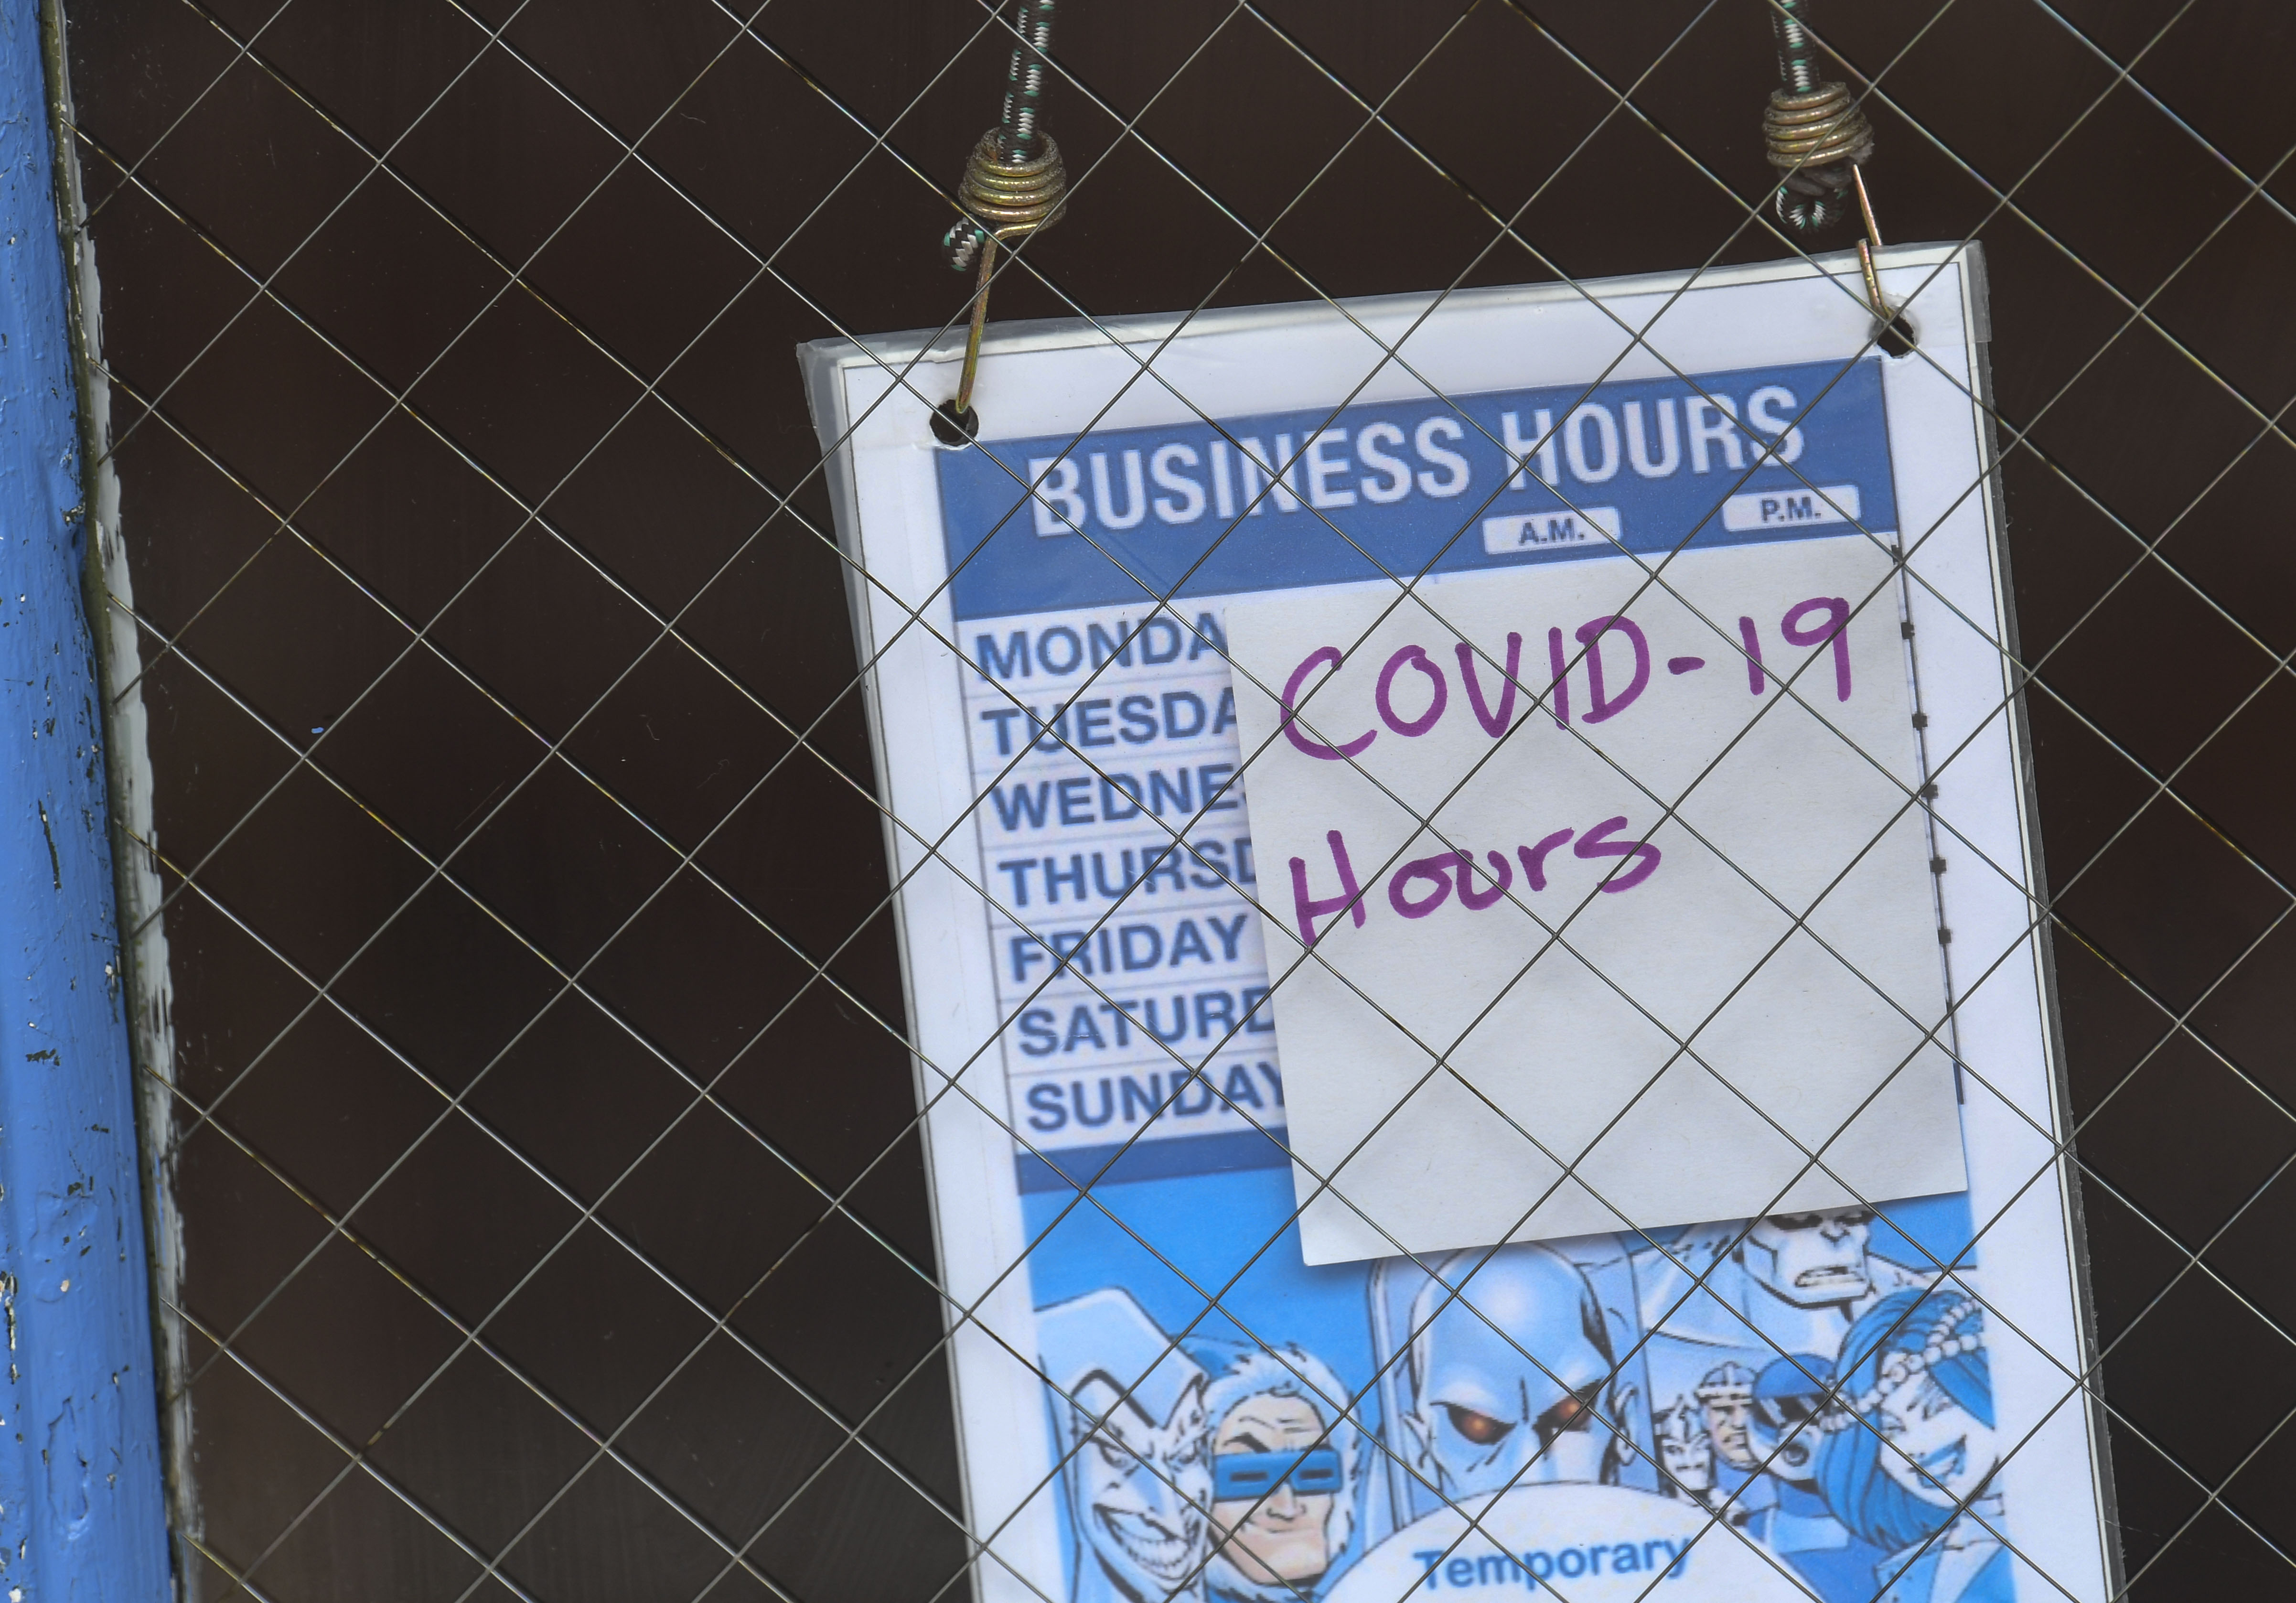 BUSINESS HOURS
A.M. P.M.
MONDA
TUESDA
WEDNE
THURSD
FRIDAY
SATURD
SUNDAY
COVID-19
Hours
Temporary